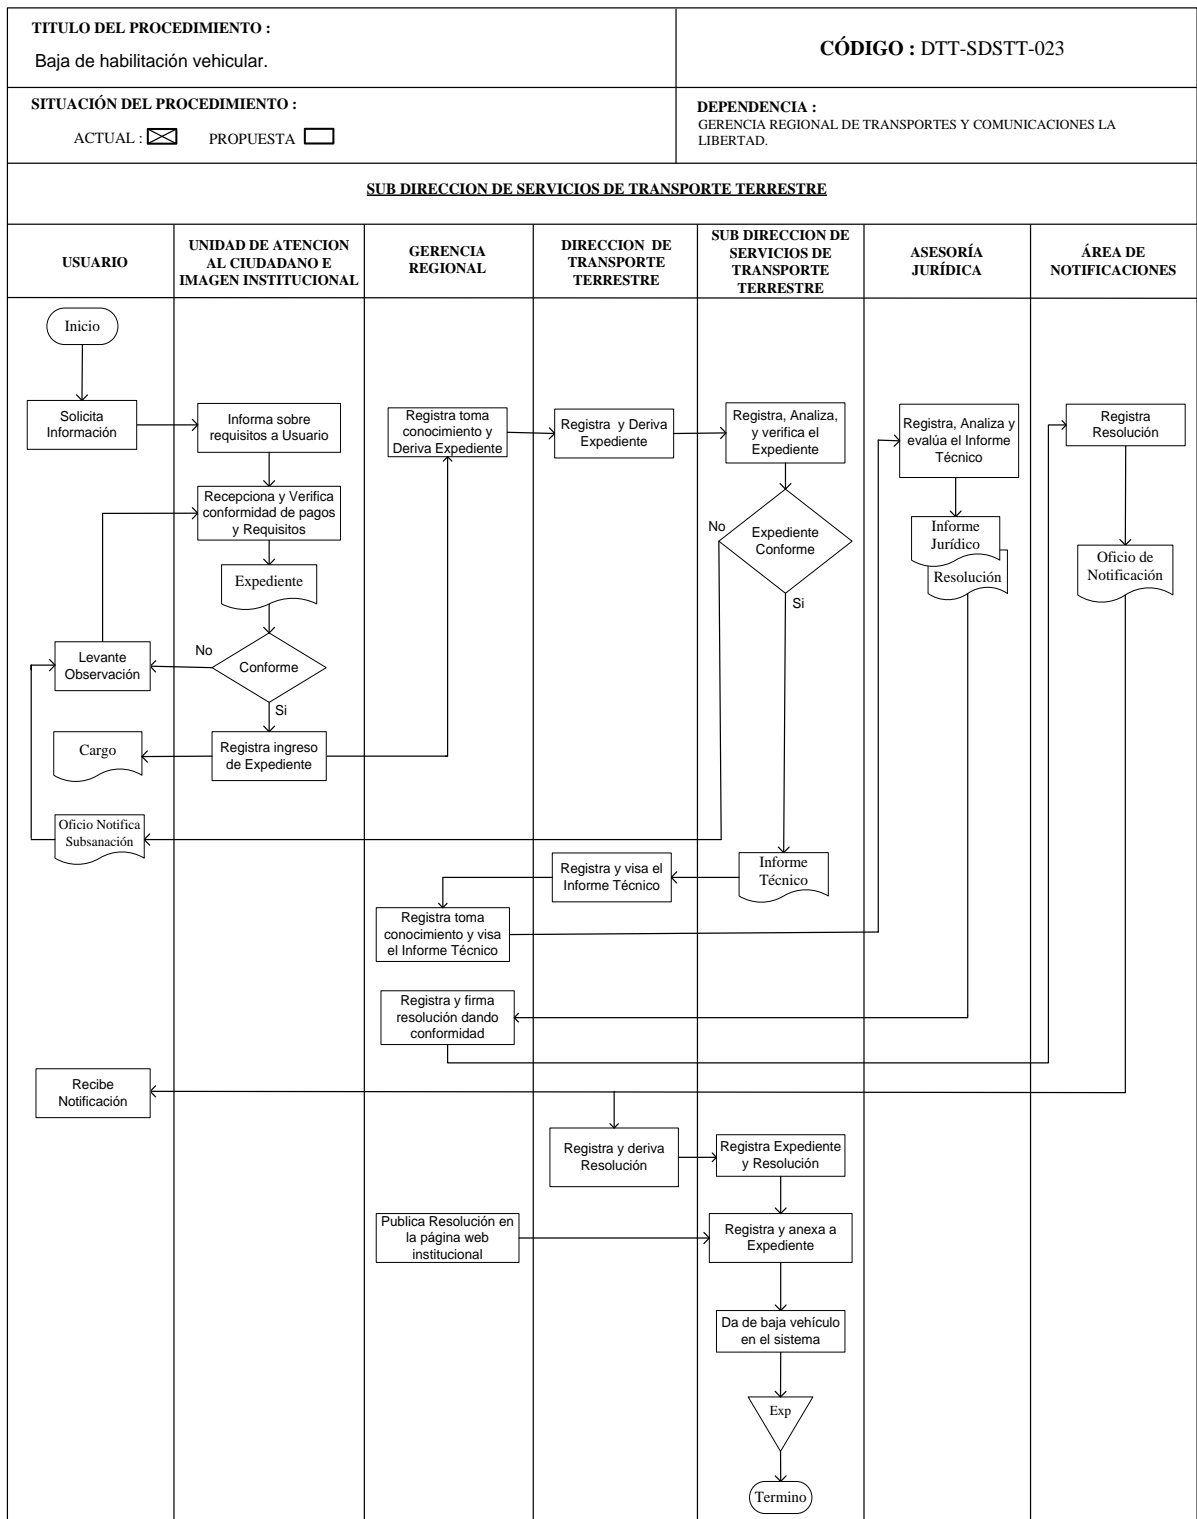 TITULO DEL PROCEDIMIENTO :
Baja de habilitación vehicular.
CÓDIGO : DTT-SDSTT-023
SITUACIÓN DEL PROCEDIMIENTO :
ACTUAL :
PROPUESTA
DEPENDENCIA :
GERENCIA REGIONAL DE TRANSPORTES Y COMUNICACIONES LA
LIBERTAD.
SUB DIRECCION DE SERVICIOS DE TRANSPORTE TERRESTRE
USUARIO
UNIDAD DE ATENCION
AL CIUDADANO E
IMAGEN INSTITUCIONAL
GERENCIA
REGIONAL
DIRECCION DE
TRANSPORTE
TERRESTRE
SUB DIRECCION DE
SERVICIOS DE
TRANSPORTE
TERRESTRE
ASESORÍA
JURÍDICA
ÁREA DE
NOTIFICACIONES
Inicio
Solicita
Información
Informa sobre
requisitos a Usuario
Registra toma
conocimiento y
Deriva Expediente
Registra y Deriva
Expediente
Registra, Analiza,
y verifica el
Expediente
Registra, Analiza y
evalúa el Informe
Técnico
Registra
Resolución
Recepciona y Verifica
conformidad de pagos
y Requisitos
No
Expediente
Conforme
Si
Informe
Jurídico
Resolución
Oficio de
Notificación
Expediente
Levante
Observación
No
Conforme
Si
Cargo
Registra ingreso
de Expediente
Oficio Notifica
Subsanación
Registra y visa el
Informe Técnico
Informe
Técnico
Registra toma
conocimiento y visa
el Informe Técnico
Registra y firma
resolución dando
conformidad
Recibe
Notificación
Registra y deriva
Resolución
Registra Expediente
y Resolución
Publica Resolución en
la página web
institucional
Registra y anexa a
Expediente
Da de baja vehículo
en el sistema
Exp
Termino